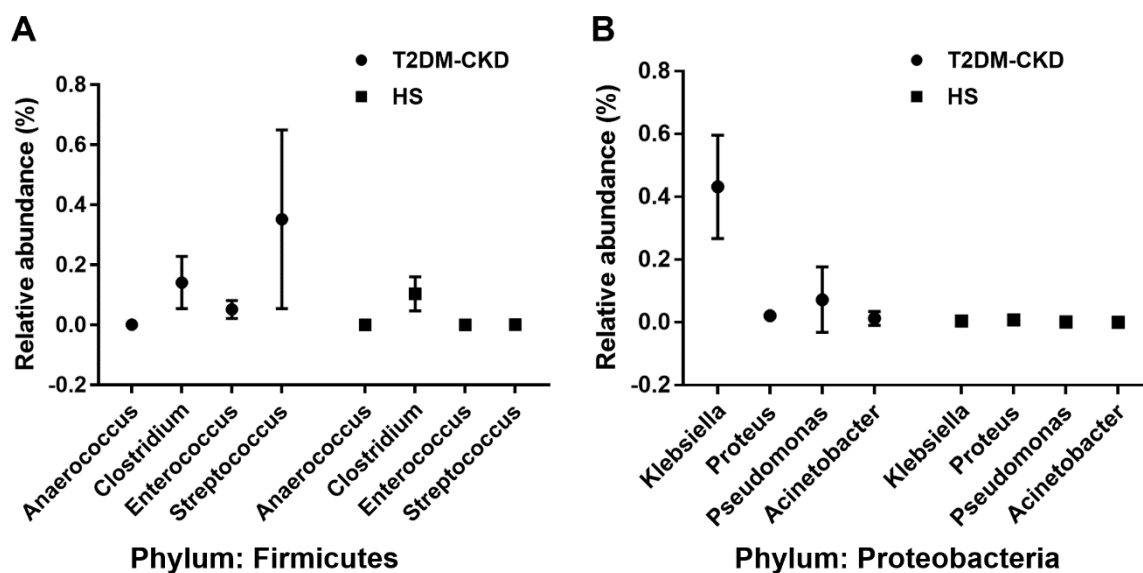 A
T2DM-CKD
HS
Relative abundance (%)
0.8
0.6
0.4
0.2
0.0
-0.2
Anaerococcus
Clostridium
Enterococcus
Streptococcus
Anaerococcus
Clostridium
Enterococcus
Streptococcus
Phylum: Firmicutes
B
T2DM-CKD
HS
Relative abundance (%)
0.8
0.6
0.4
0.2
0.0
-0.2
Klebsiella
Proteus
Pseudomonas
Acinetobacter
Klebsiella
Proteus
Pseudomonas
Acinetobacter
Phylum: Proteobacteria